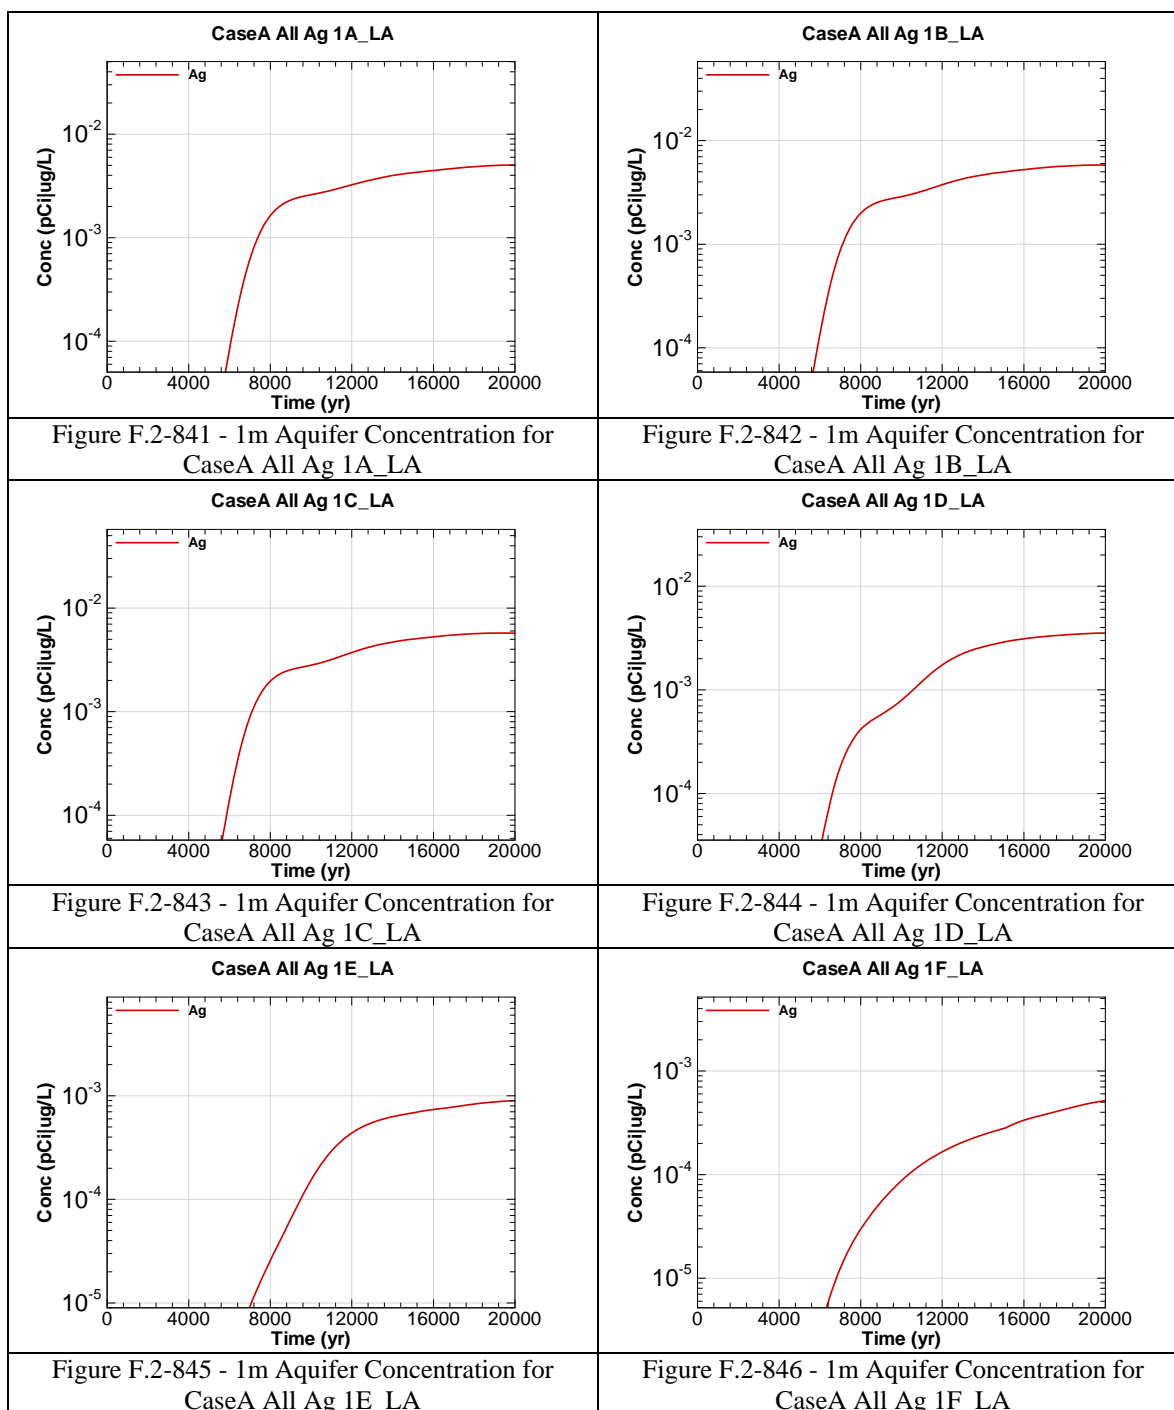 CaseA All Ag 1A_LA
Ag
Conc (pCi|ug/L)
10-2
10-3
10-4
0 4000 8000 12000 16000 20000
Time (yr)
Figure F.2-841 - 1m Aquifer Concentration for
CaseA All Ag 1A_LA
CaseA All Ag 1B_LA
Ag
Conc (pCi|ug/L)
10-2
10-3
10-4
0 4000 8000 12000 16000 20000
Time (yr)
Figure F.2-842 - 1m Aquifer Concentration for
CaseA All Ag 1B_LA
CaseA All Ag 1C_LA
Ag
Conc (pCi|ug/L)
10-2
10-3
10-4
0 4000 8000 12000 16000 20000
Time (yr)
Figure F.2-843 - 1m Aquifer Concentration for
CaseA All Ag 1C_LA
CaseA All Ag 1D_LA
Ag
Conc (pCi|ug/L)
10-2
10-3
10-4
0 4000 8000 12000 16000 20000
Time (yr)
Figure F.2-844 - 1m Aquifer Concentration for
CaseA All Ag 1D_LA
CaseA All Ag 1E_LA
Ag
Conc (pCi|ug/L)
10-3
10-4
10-5
0 4000 8000 12000 16000 20000
Time (yr)
Figure F.2-845 - 1m Aquifer Concentration for
CaseA All Ag 1E_LA
CaseA All Ag 1F_LA
Ag
Conc (pCi|ug/L)
10-3
10-4
10-5
0 4000 8000 12000 16000 20000
Time (yr)
Figure F.2-846 - 1m Aquifer Concentration for
CaseA All Ag 1F_LA